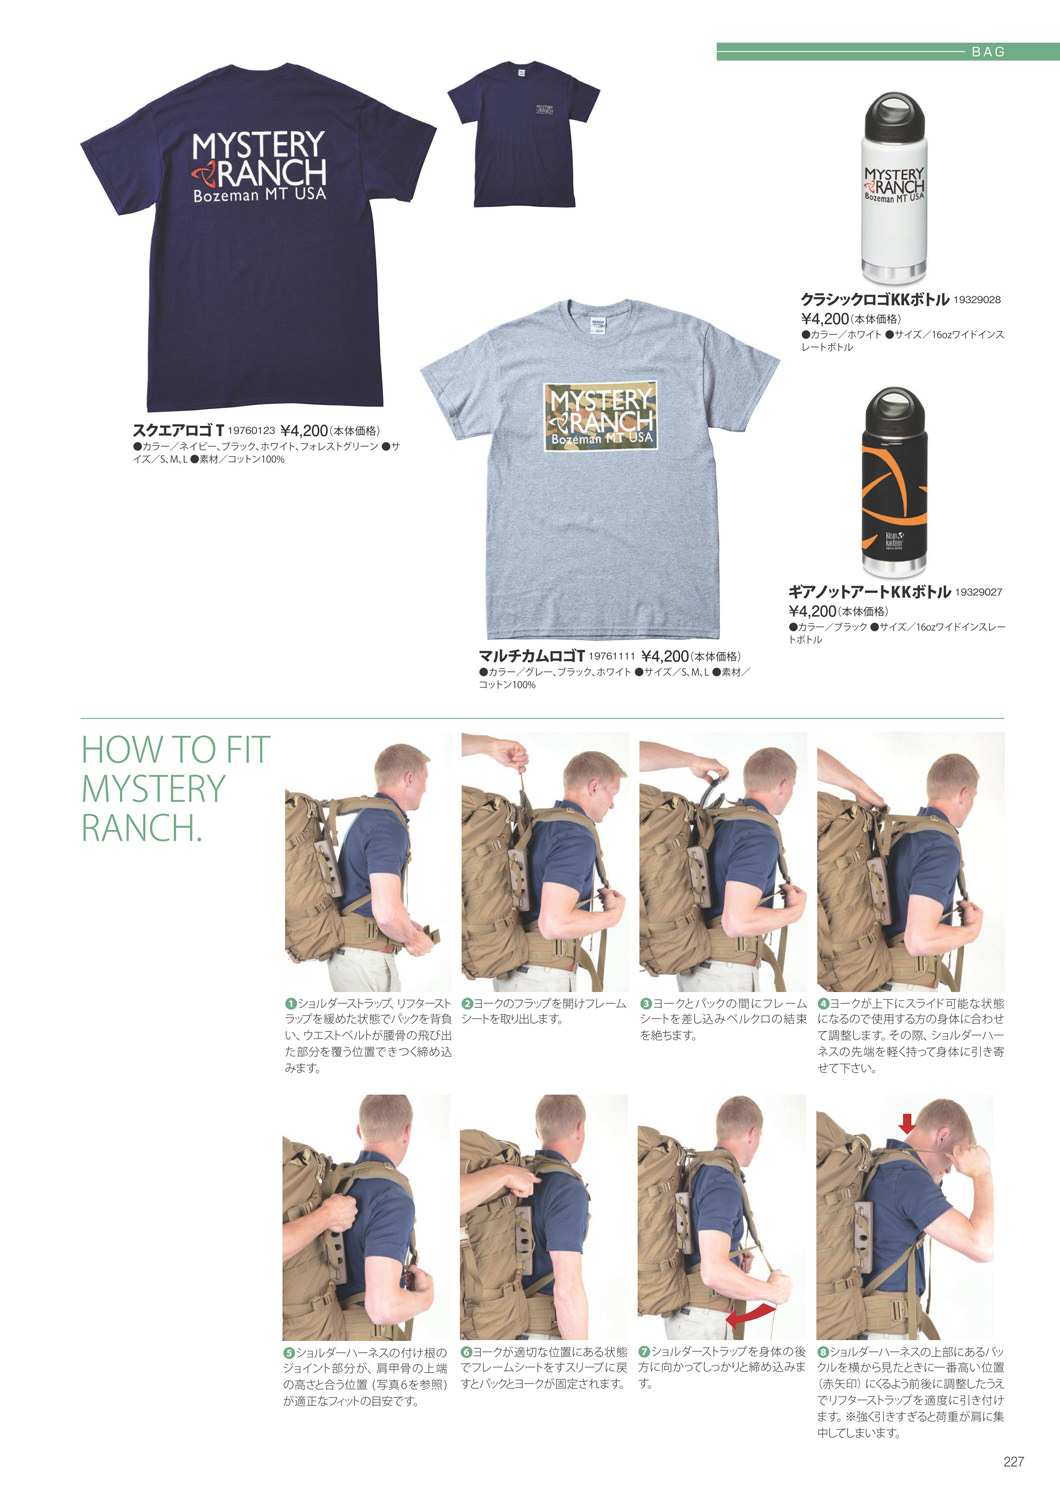 BAG
MYSTERY
RANCH
Bozeman MT USA
MYSTERY
RANCH
MYSTERY
RANCH
Bozeman MT USA
クラシックロゴKKボトル 19329028
¥4,200(本体価格)
●カラー／ホワイト ●サイズ／16ozワイドインス
レートボトル
MYSTERY
RANCH
Bozeman MT USA
スクエアロゴ T 19760123 ¥4,200(本体価格)
●カラー／ネイビー、ブラック、ホワイト、フォレストグリーン ●サ
イズ／S、M、L ●素材／コットン100%
Klean
Kanteen
ギアノットアートKKボトル 19329027
¥4,200(本体価格)
●カラー／ブラック ●サイズ／16ozワイドインスレー
トボトル
マルチカムロゴT 19761111 ¥4,200(本体価格)
●カラー／グレー、ブラック、ホワイト ●サイズ／S、M、L ●素材／
コットン100%
HOW TO FIT
MYSTERY
RANCH.
❶ショルダーストラップ、リフタースト
ラップを緩めた状態でパックを背負
い、ウエストベルトが腰骨の飛び出
た部分を覆う位置できつく締め込
みます。
❷ヨークのフラップを開けフレーム
シートを取り出します。
❸ヨークとパックの間にフレーム
シートを差し込みベルクロの結束
を絶ちます。
❹ヨークが上下にスライド可能な状態
になるので使用する方の身体に合わせ
て調整します。その際、ショルダーハー
ネスの先端を軽く持って身体に引き寄
せて下さい。
❺ショルダーハーネスの付け根の
ジョイント部分が、肩甲骨の上端
の高さと合う位置 (写真6を参照)
が適正なフィットの目安です。
❻ヨークが適切な位置にある状態
でフレームシートをすスリーブに戻
すとパックとヨークが固定されます。
❼ショルダーストラップを身体の後
方に向かってしっかりと締め込みま
す。
❽ショルダーハーネスの上部にあるバッ
クルを横から見たときに一番高い位置
（赤矢印）にくるよう前後に調整したうえ
でリフターストラップを適度に引き付け
ます。※強く引きすぎると荷重が肩に集
中してしまいます。
227